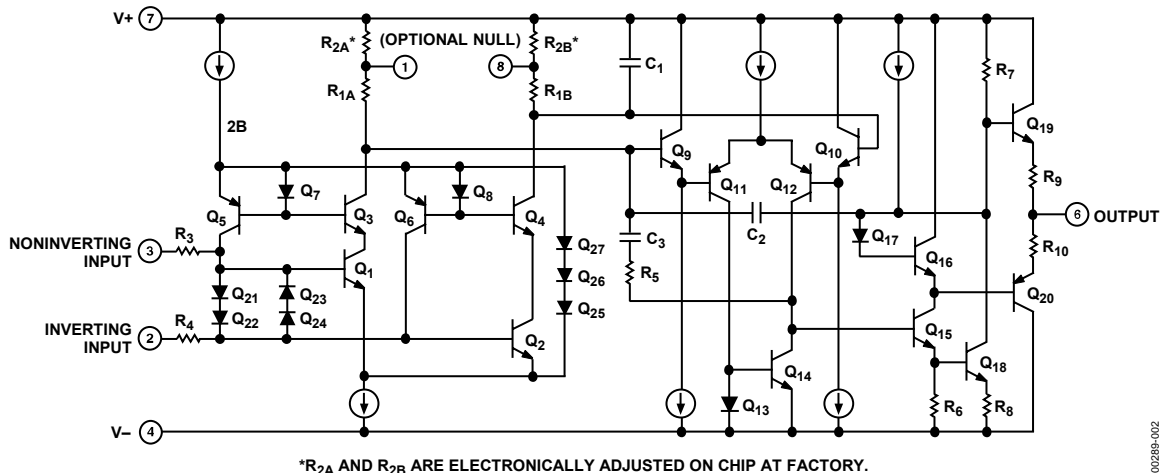 V+ 7
R2A*
(OPTIONAL NULL)
R2B*
1
8
R1A
R1B
C1
R7
2B
Q19
Q9
Q10
Q7
Q8
Q11
Q12
R9
Q5
Q3
Q6
Q4
6 OUTPUT
NONINVERTING
INPUT
3
R3
C2
C3
Q17
R10
Q27
Q16
Q1
R5
Q26
Q20
Q21
Q23
Q22
Q24
Q25
INVERTING
INPUT
2
R4
Q2
Q15
Q14
Q18
Q13
R6
R8
V– 4
*R2A AND R2B ARE ELECTRONICALLY ADJUSTED ON CHIP AT FACTORY.
00289-002